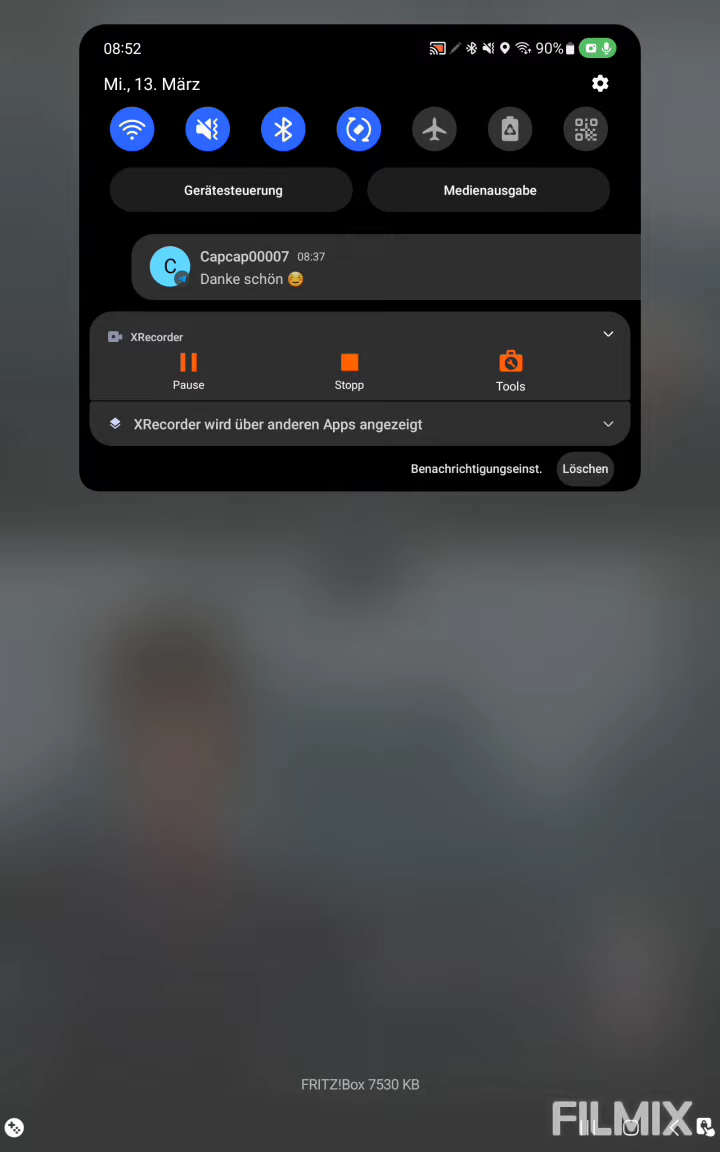 08:52 90%
Mi., 13. März
Gerätesteuerung Medienausgabe
C Capcap00007 08:37
Danke schön 😊
XRecorder
Pause Stopp Tools
XRecorder wird über anderen Apps angezeigt
Benachrichtigungseinst. Löschen
FRITZ!Box 7530 KB
FILMIX